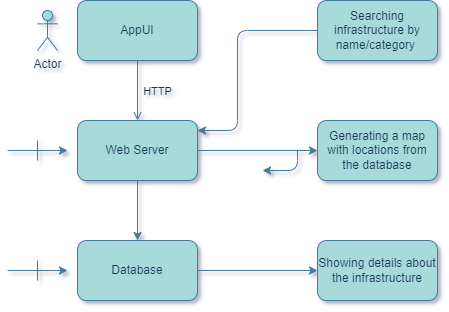 AppUI
Searching
infrastructure by
name/category
Actor
HTTP
Web Server
Generating a map
with locations from
the database
Database
Showing details about
the infrastructure